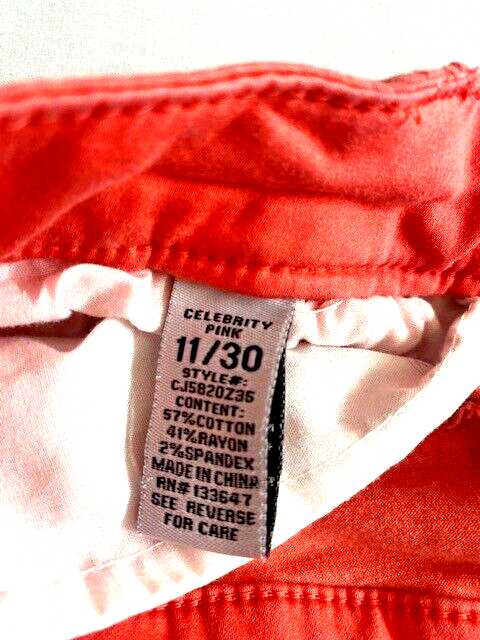 CELEBRITY
PINK
11/30
STYLE#:
CJ5820Z35
CONTENT:
57%COTTON
41%RAYON
2%SPANDEX
MADE IN CHINA
RN# 133647
SEE REVERSE
FOR CARE